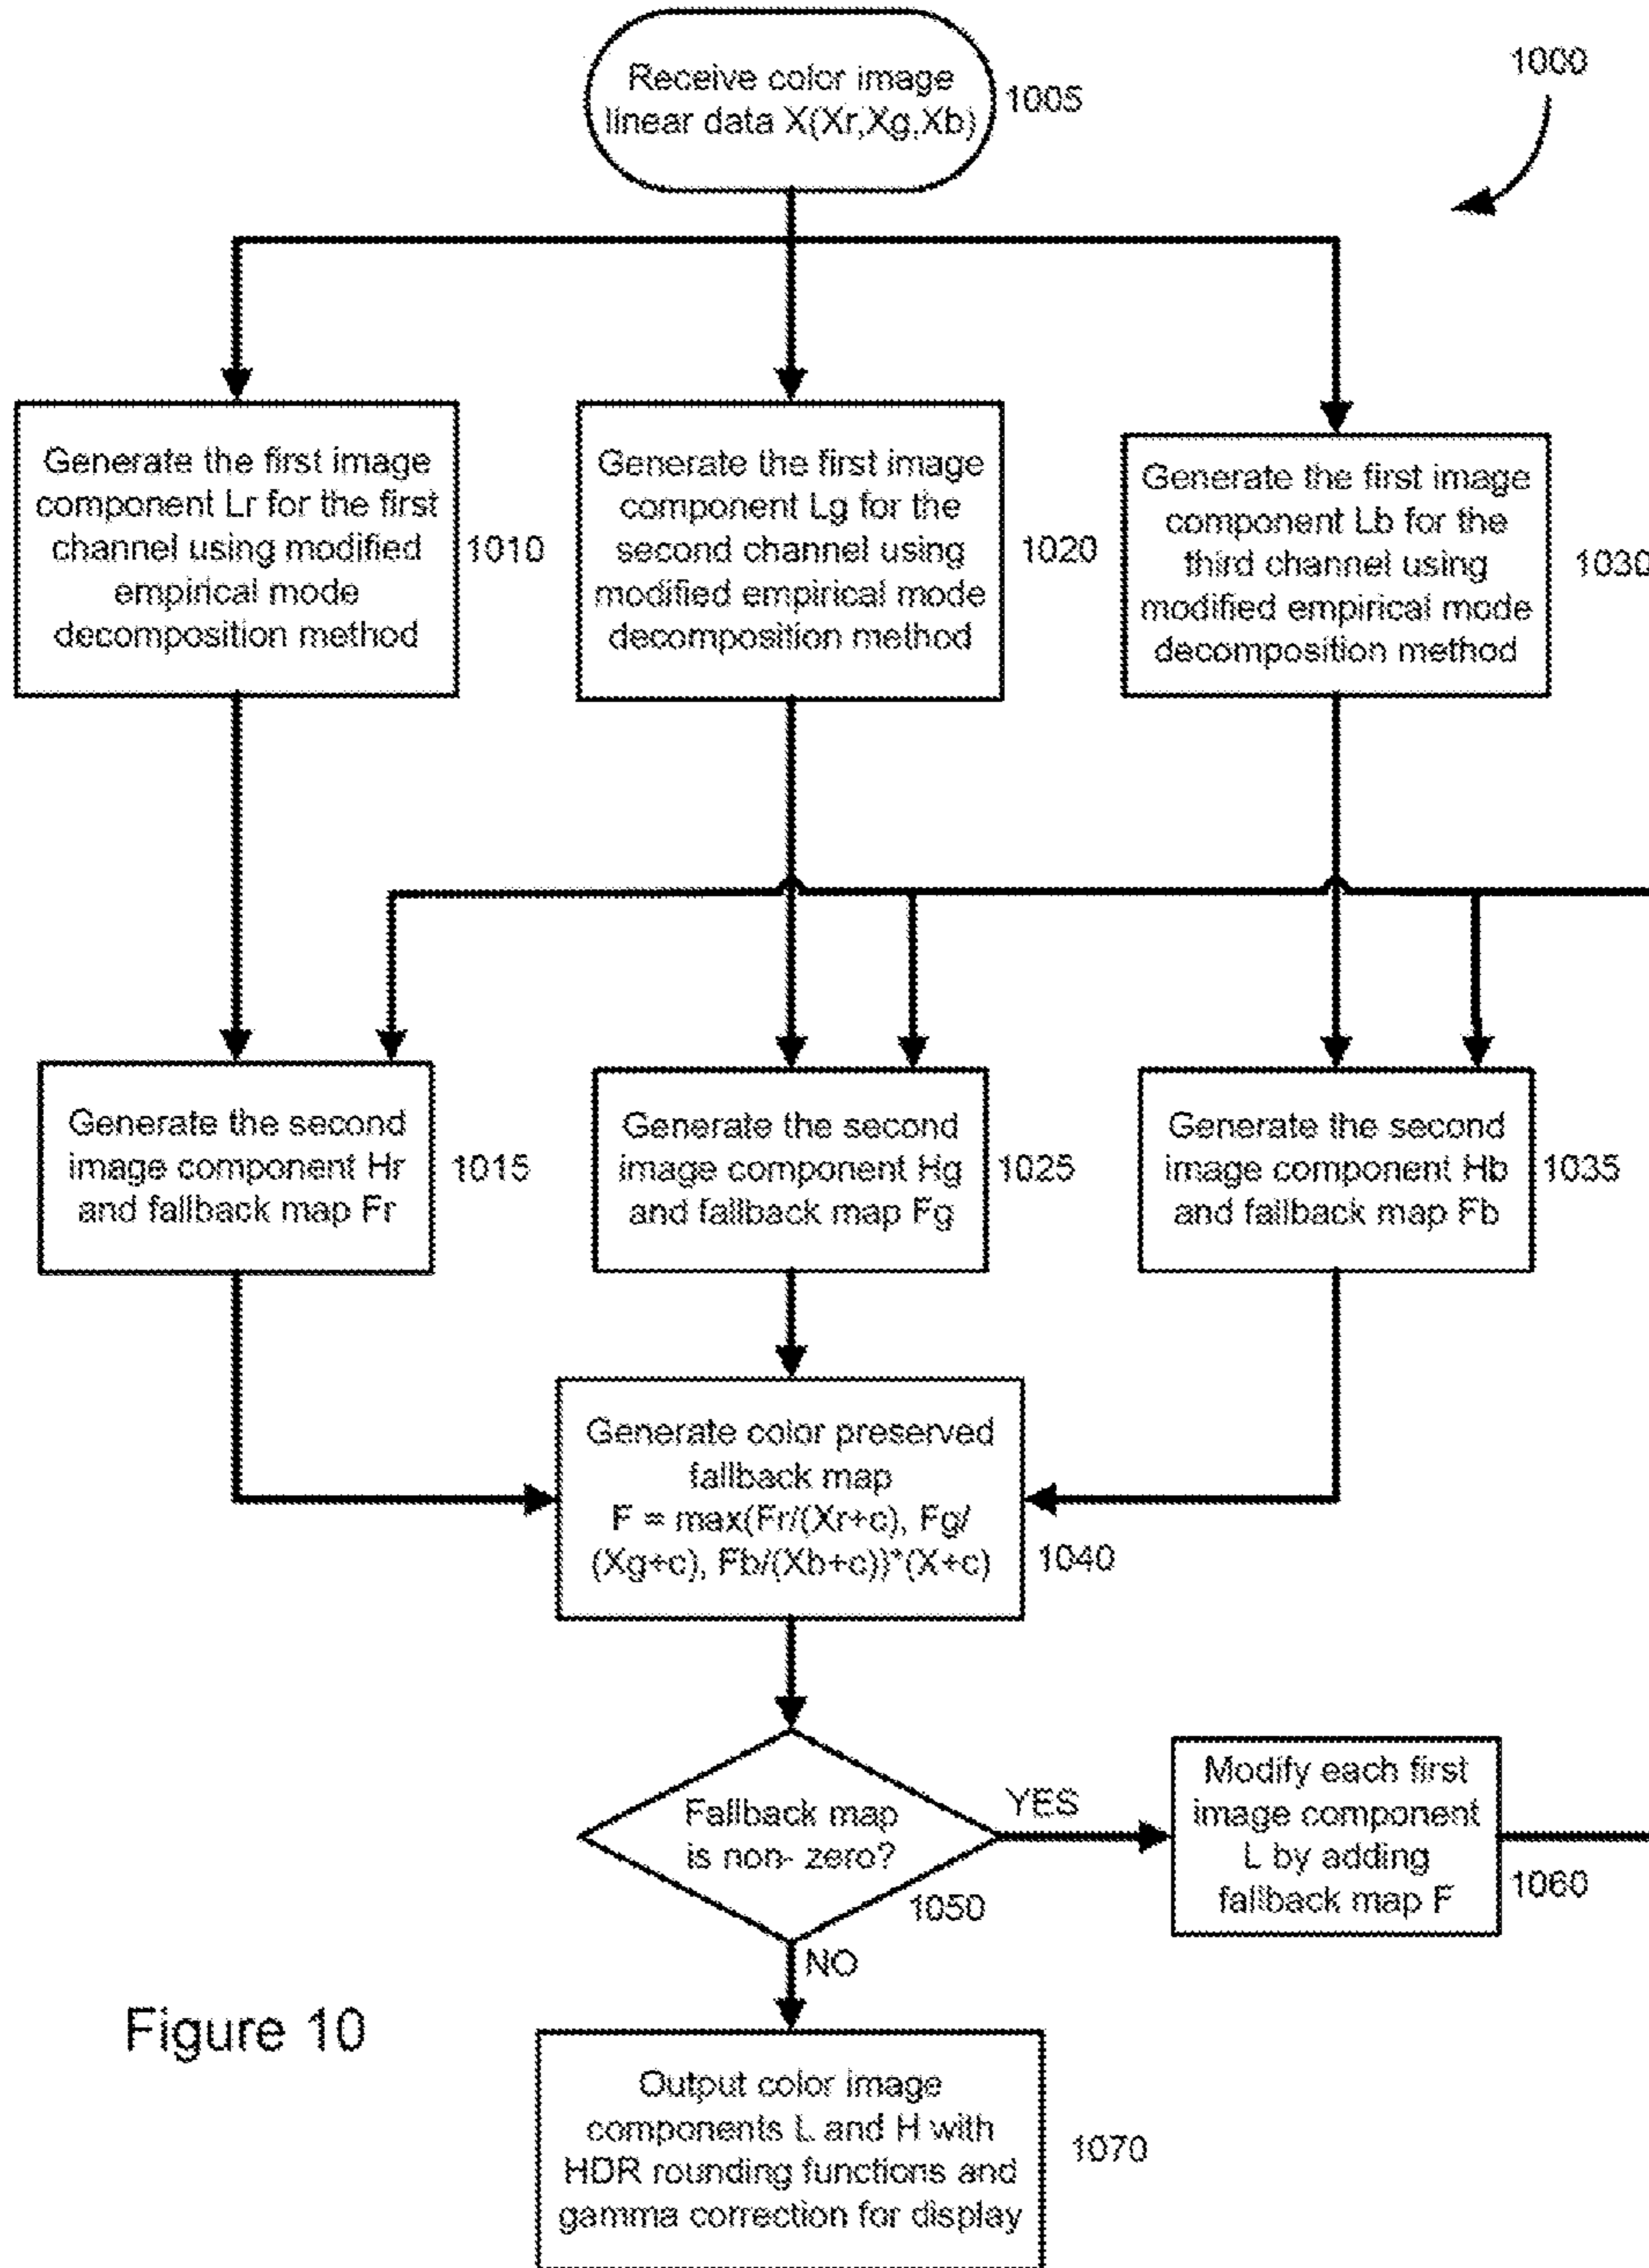 Receive color image
linear data X(Xr,Xg,Xb)
1005
1000
Generate the first image
component Lr for the first
channel using modified
empirical mode
decomposition method
1010
Generate the first image
component Lg for the
second channel using
modified empirical mode
decomposition method
1020
Generate the first image
component Lb for the
third channel using
modified empirical mode
decomposition method
1030
Generate the second
image component Hr
and fallback map Fr
1015
Generate the second
image component Hg
and fallback map Fg
1025
Generate the second
image component Hb
and fallback map Fb
1035
Generate color preserved
fallback map
F = max(Fr/(Xr+c), Fg/
(Xg+c), Fb/(Xb+c))*(X+c)
1040
Fallback map
is non- zero?
1050
YES
Modify each first
image component
L by adding
fallback map F
1060
NO
Figure 10
Output color image
components L and H with
HDR rounding functions and
gamma correction for display
1070